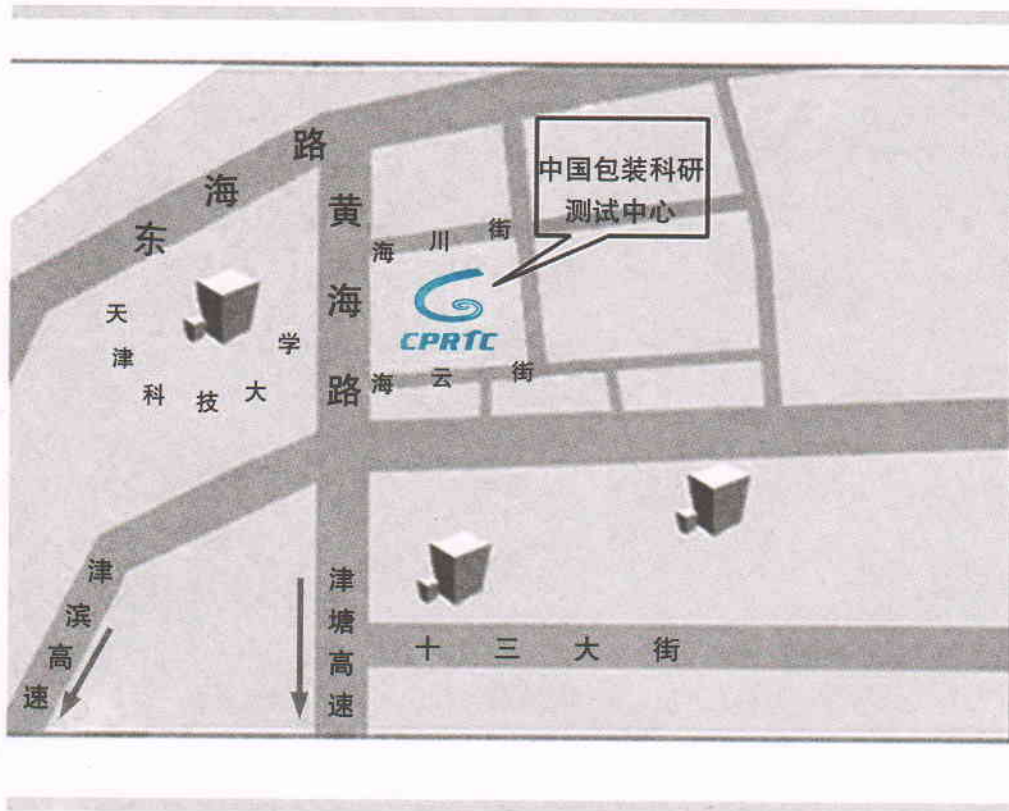 东海路
黄海路
中国包装科研
测试中心
海川街
CPRTC
天津科技大学
海云街
津滨高速
津塘高速
十三大街